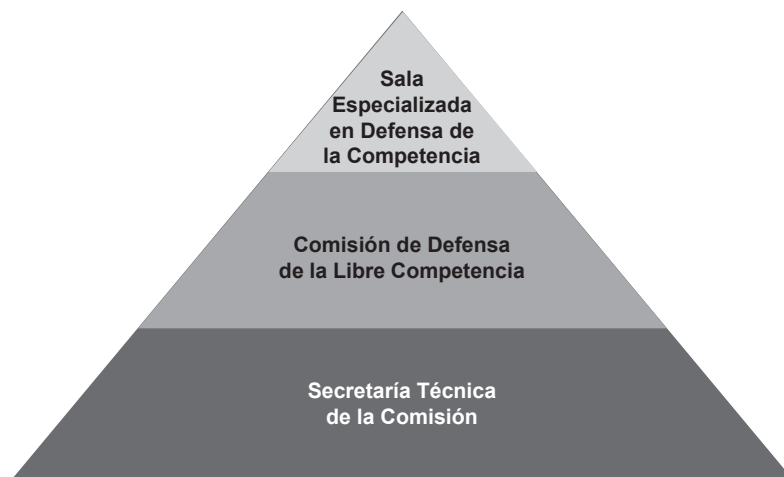 Sala
Especializada
en Defensa de
la Competencia
Comisión de Defensa
de la Libre Competencia
Secretaría Técnica
de la Comisión